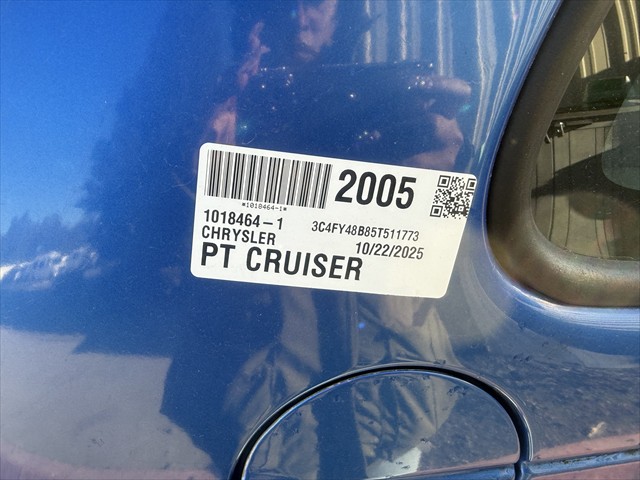 2005
*1018464-1*
1018464-1 3C4FY48B85T511773
CHRYSLER 10/22/2025
PT CRUISER